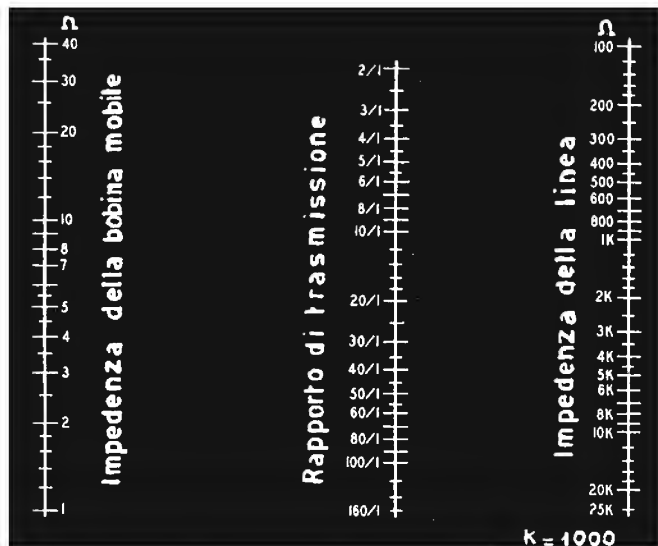 Ω
40
30
20
10
8
7
6
5
4
3
2
1
Impedenza della bobina mobile
Rapporto di trasmissione
2/1
3/1
4/1
5/1
6/1
8/1
10/1
20/1
30/1
40/1
50/1
60/1
80/1
100/1
160/1
Impedenza della linea
Ω
100
200
300
400
500
600
800
1K
2K
3K
4K
5K
6K
8K
10K
20K
25K
K = 1000